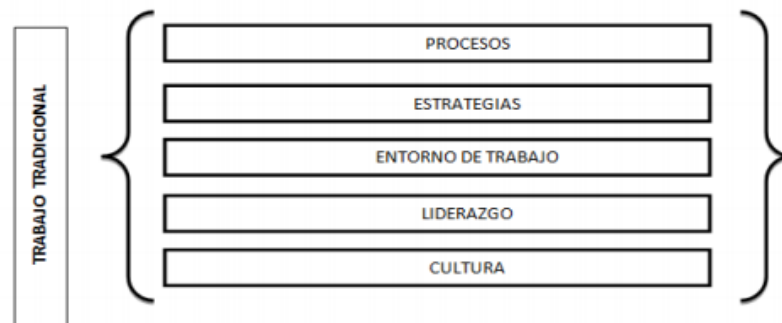 TRABAJO TRADICIONAL
PROCESOS
ESTRATEGIAS
ENTORNO DE TRABAJO
LIDERAZGO
CULTURA